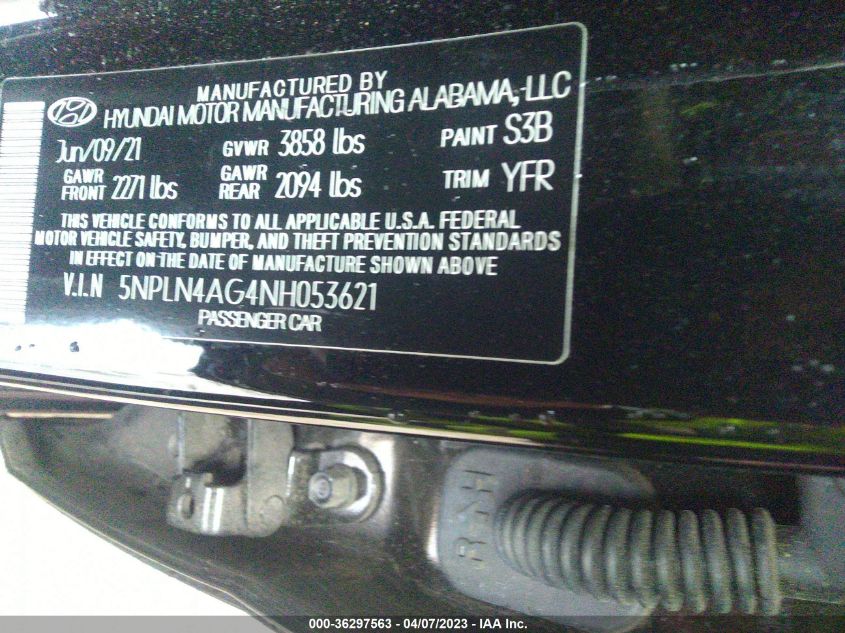 MANUFACTURED BY
HYUNDAI MOTOR MANUFACTURING ALABAMA, LLC
Jun/09/21 GVWR 3858 lbs PAINT S3B
GAWR FRONT 2271 lbs GAWR REAR 2094 lbs TRIM YFR
THIS VEHICLE CONFORMS TO ALL APPLICABLE U.S.A. FEDERAL
MOTOR VEHICLE SAFETY, BUMPER, AND THEFT PREVENTION STANDARDS
IN EFFECT ON THE DATE OF MANUFACTURE SHOWN ABOVE
V.I.N 5NPLN4AG4NH053621
PASSENGER CAR
RH
000-36297563 - 04/07/2023 - IAA Inc.